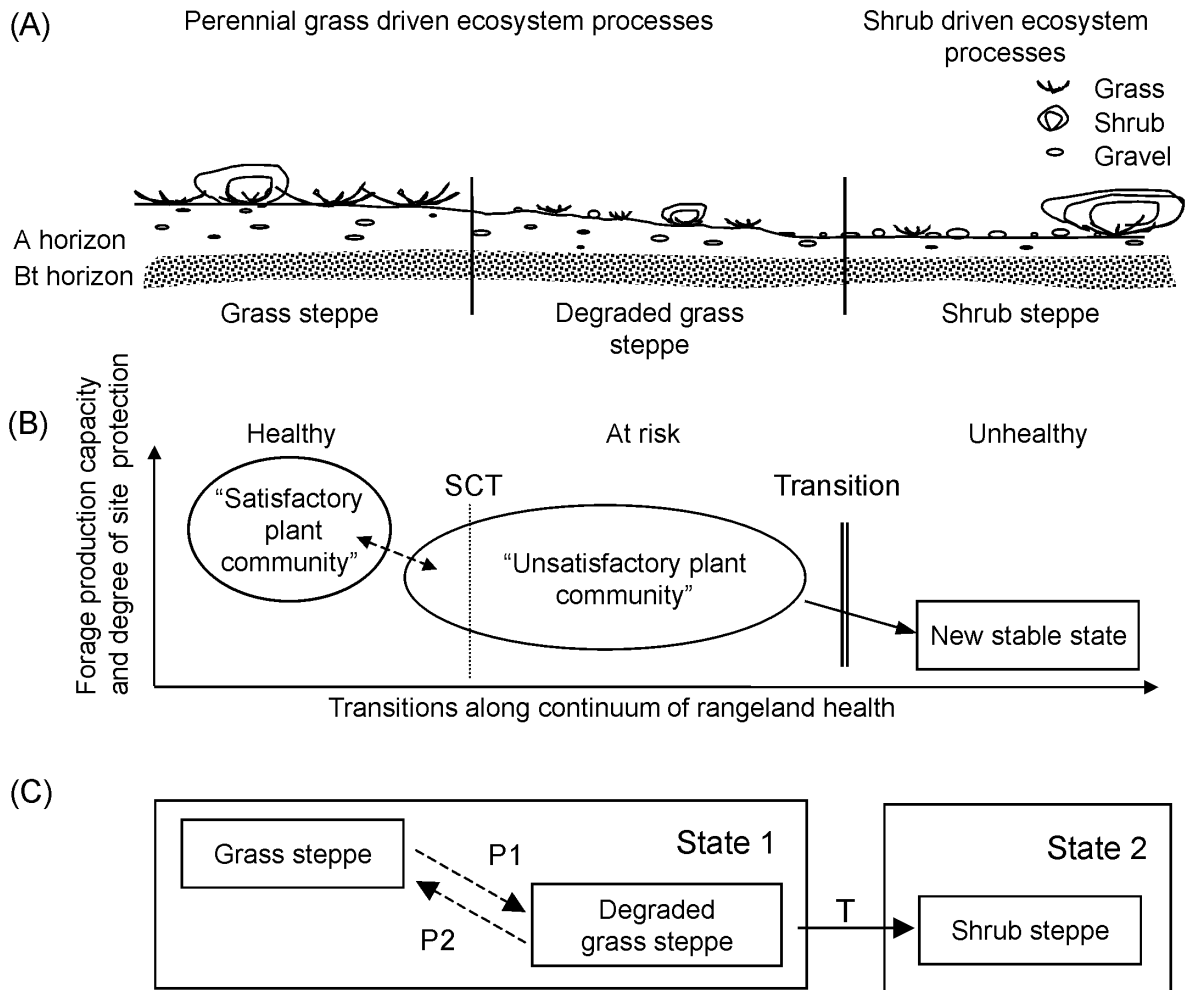 (A)
Perennial grass driven ecosystem processes
Shrub driven ecosystem
processes
Grass
Shrub
Gravel
A horizon
Bt horizon
Grass steppe
Degraded grass
steppe
Shrub steppe
(B)
Forage production capacity
and degree of site protection
Healthy
At risk
Unhealthy
SCT
Transition
“Satisfactory
plant
community”
“Unsatisfactory plant
community”
New stable state
Transitions along continuum of rangeland health
(C)
Grass steppe
P1
State 1
State 2
P2
Degraded
grass steppe
T
Shrub steppe